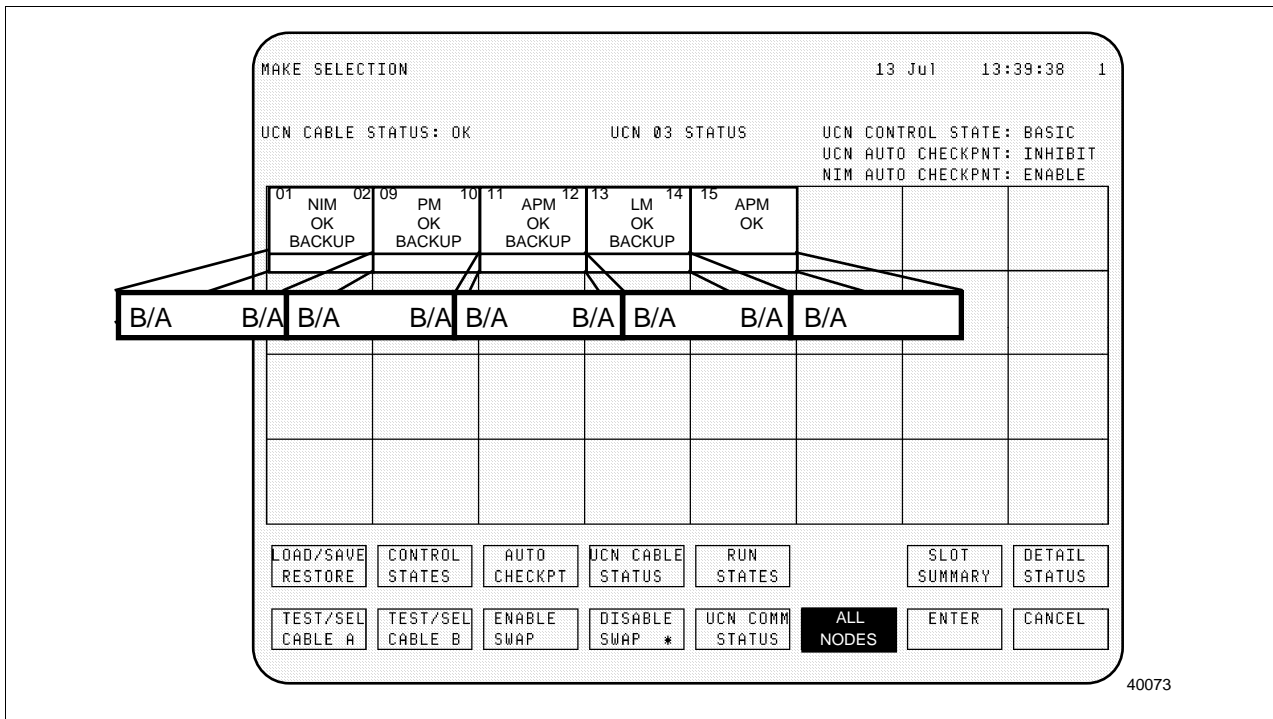 MAKE SELECTION 13 Jul 13:39:38 1
UCN CABLE STATUS: OK UCN 03 STATUS UCN CONTROL STATE: BASIC
UCN AUTO CHECKPNT: INHIBIT
NIM AUTO CHECKPNT: ENABLE
01 02 09 10 11 12 13 14 15
NIM PM APM LM APM
OK OK OK OK OK
BACKUP BACKUP BACKUP BACKUP
B/A B/A B/A B/A B/A B/A B/A B/A B/A
LOAD/SAVE CONTROL AUTO UCN CABLE RUN SLOT DETAIL
RESTORE STATES CHECKPT STATUS STATES SUMMARY STATUS
TEST/SEL TEST/SEL ENABLE DISABLE UCN COMM ALL ENTER CANCEL
CABLE A CABLE B SWAP SWAP * STATUS NODES
40073